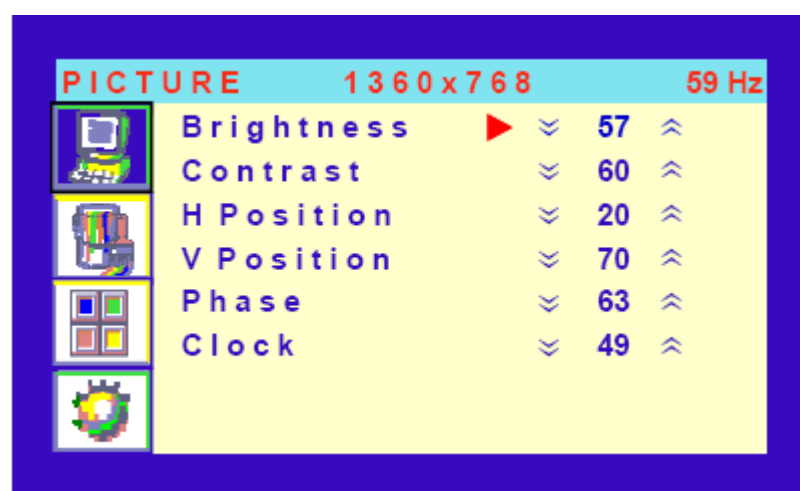 PICTURE 1360x768 59 Hz
Brightness 57
Contrast 60
H Position 20
V Position 70
Phase 63
Clock 49